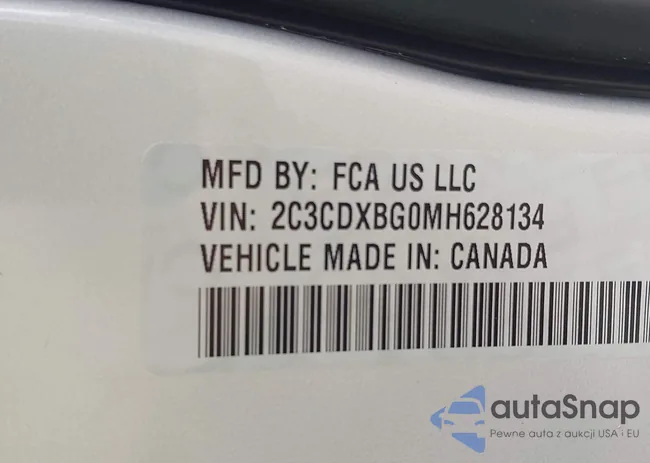 MFD BY: FCA US LLC
VIN: 2C3CDXBG0MH628134
VEHICLE MADE IN: CANADA
autaSnap
Pewne auta z aukcji USA i EU